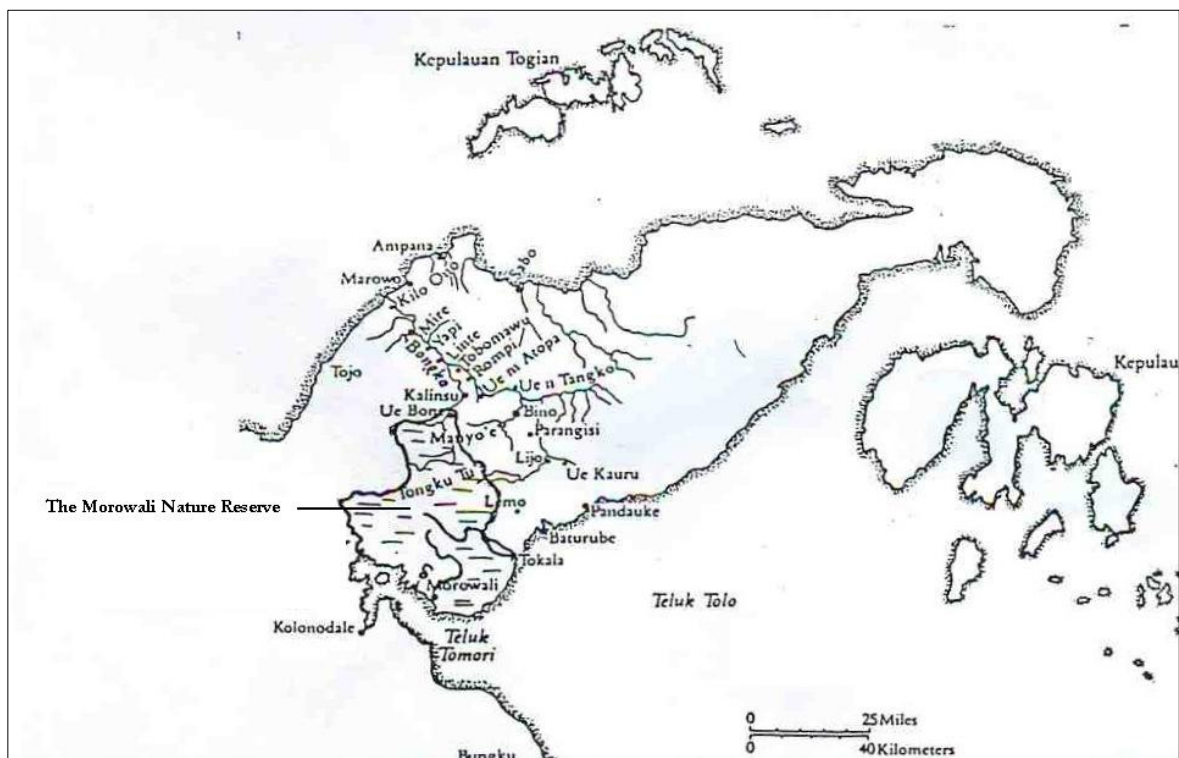 Kepulauan Togian
Ampana
Marowo
Kilo
Ojo
Sabo
Mire
Yapi
Linte
Tobomawu
Rompi
Bongka
Ue m Atopa
Ue n Tangko
Tojo
Kalinsu
Ue Bone
Bino
Manyo'e
Parangisi
Lijo
Ue Kauru
Tongku Tu
The Morowali Nature Reserve
Lemo
Pandauke
Baturube
Tokala
Morowali
Kolonodale
Teluk
Tomori
Teluk Tolo
Kepulau
0 25 Miles
0 40 Kilometers
Bungku